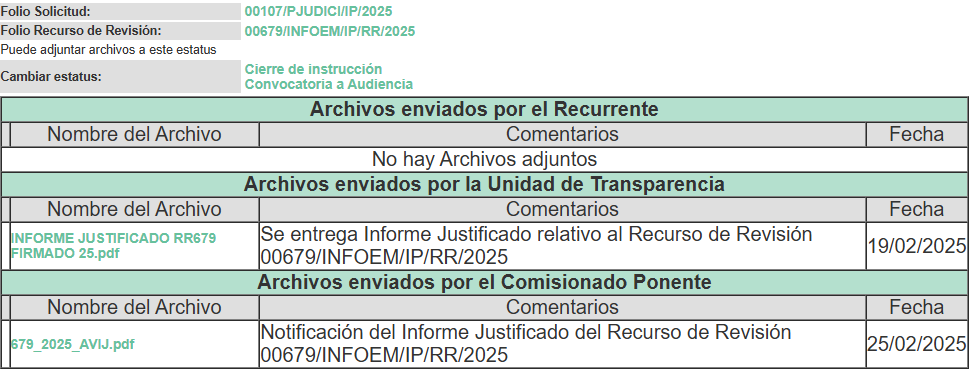 Folio Solicitud: 00107/PJUDICI/IP/2025
Folio Recurso de Revisión: 00679/INFOEM/IP/RR/2025
Puede adjuntar archivos a este estatus
Cambiar estatus: Cierre de instrucción
Convocatoria a Audiencia
Archivos enviados por el Recurrente
Nombre del Archivo Comentarios Fecha
No hay Archivos adjuntos
Archivos enviados por la Unidad de Transparencia
Nombre del Archivo Comentarios Fecha
INFORME JUSTIFICADO RR679
FIRMADO 25.pdf
Se entrega Informe Justificado relativo al Recurso de Revisión
00679/INFOEM/IP/RR/2025
19/02/2025
Archivos enviados por el Comisionado Ponente
Nombre del Archivo Comentarios Fecha
679_2025_AVIJ.pdf
Notificación del Informe Justificado del Recurso de Revisión
00679/INFOEM/IP/RR/2025
25/02/2025